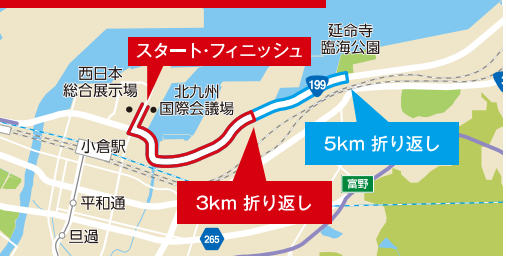 延命寺
臨海公園
スタート・フィニッシュ
西日本
総合展示場
北九州
国際会議場
199
小倉駅
5km 折り返し
富野
3km 折り返し
平和通
265
旦過